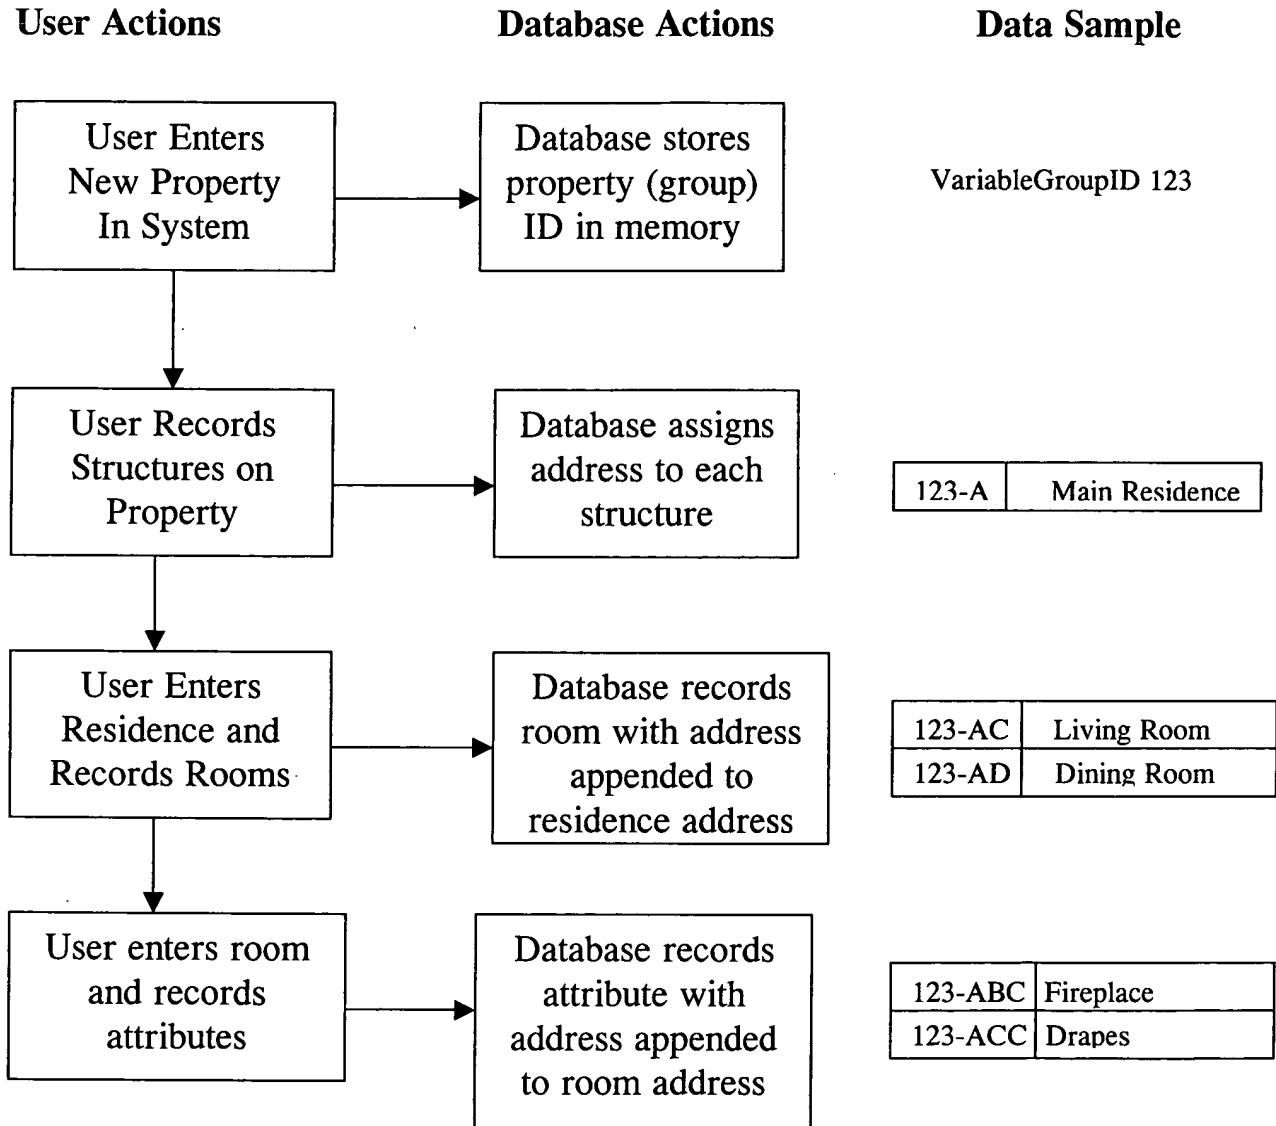 User Actions
Database Actions
Data Sample
User Enters
New Property
In System
Database stores
property (group)
ID in memory
VariableGroupID 123
User Records
Structures on
Property
Database assigns
address to each
structure
123-A Main Residence
User Enters
Residence and
Records Rooms
Database records
room with address
appended to
residence address
123-AC Living Room
123-AD Dining Room
User enters room
and records
attributes
Database records
attribute with
address appended
to room address
123-ABC Fireplace
123-ACC Drapes